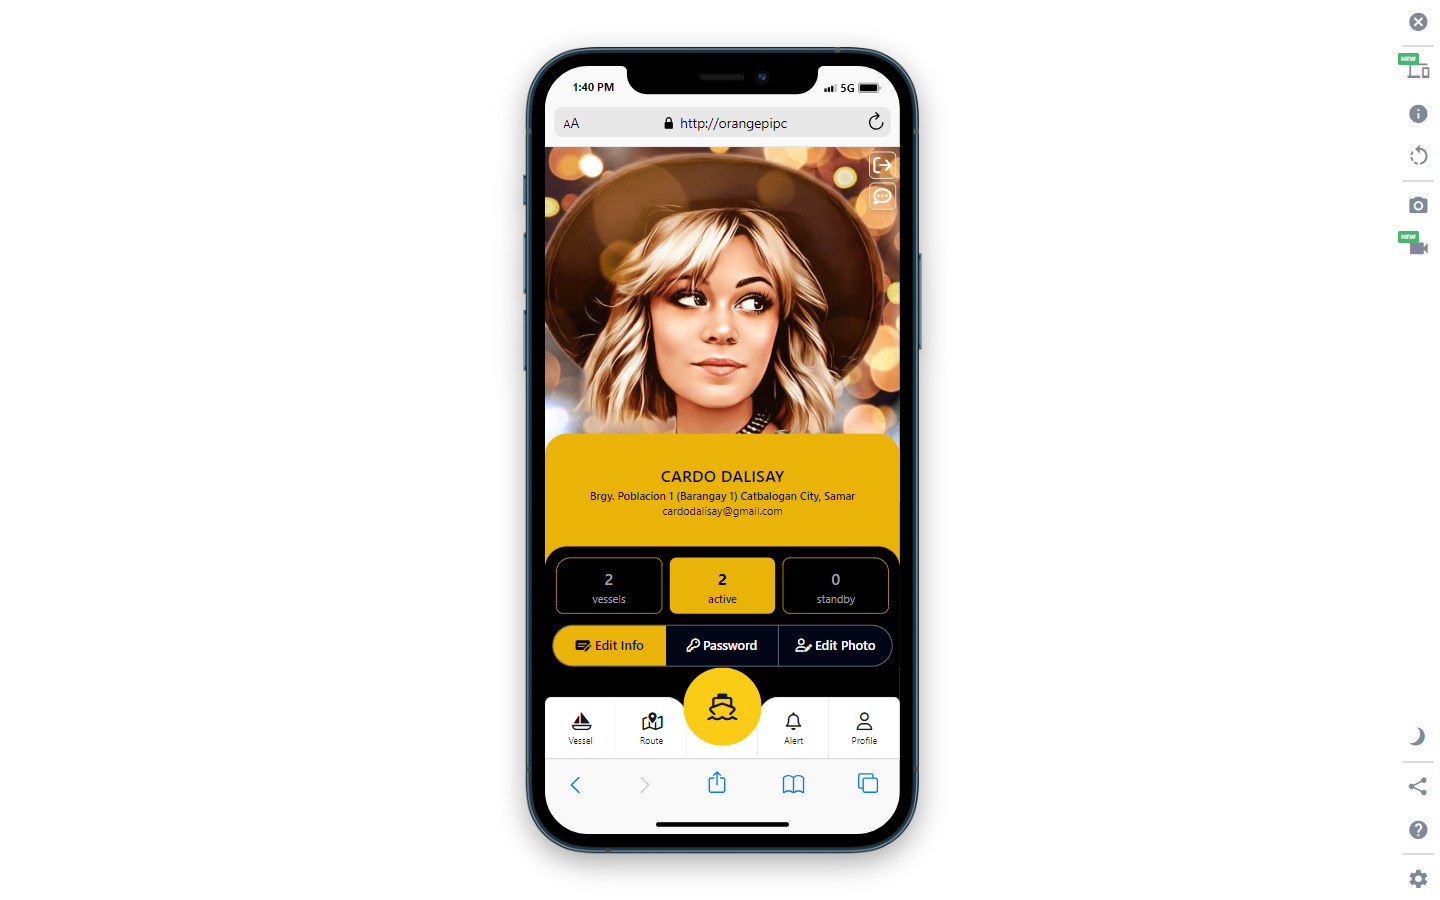 NEW
1:40 PM
5G
AA
http://orangepipc
NEW
CARDO DALISAY
Brgy. Poblacion 1 (Barangay 1) Catbalogan City, Samar
cardodalisay@gmail.com
2
vessels
2
active
0
standby
Edit Info
Password
Edit Photo
Vessel
Route
Alert
Profile